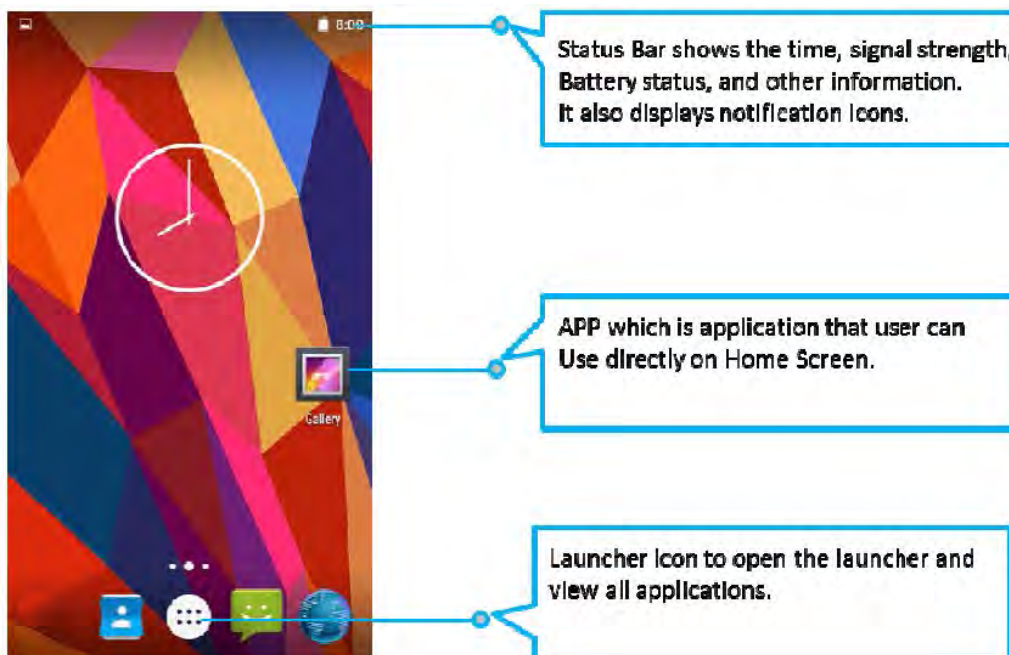 8:00
Status Bar shows the time, signal strength,
Battery status, and other information.
It also displays notification icons.
APP which is application that user can
Use directly on Home Screen.
Gallery
Launcher icon to open the launcher and
view all applications.